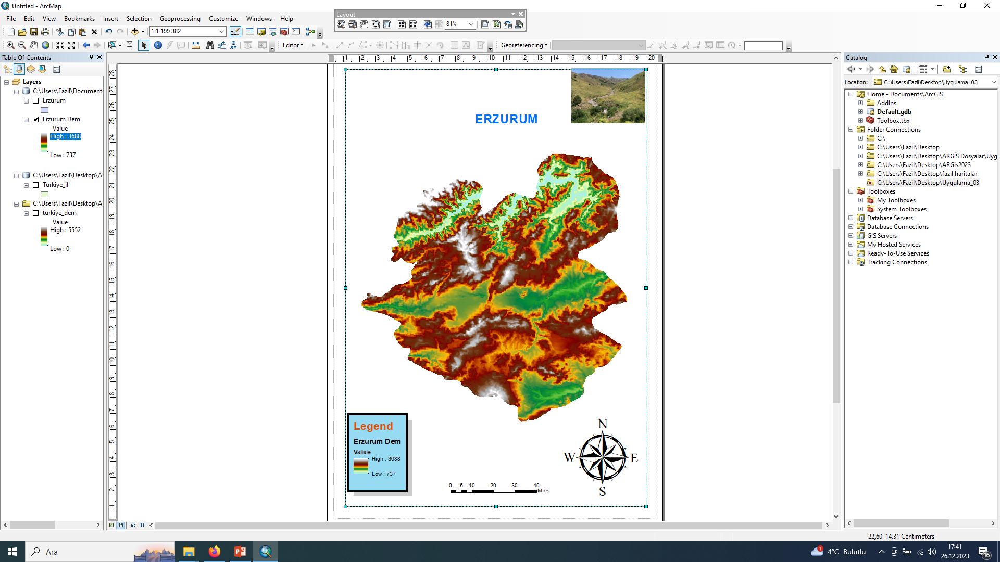 Untitled - ArcMap
File Edit View Bookmarks Insert Selection Geoprocessing Customize Windows Help
Layout
81%
1:1.199.382
Editor
Georeferencing
Table Of Contents
Layers
C:\Users\Fazil\Document
Erzurum
Erzurum Dem
Value
High : 3688
Low : 737
C:\Users\Fazil\Desktop\A
Turkiye_il
C:\Users\Fazil\Desktop\A
turkiye_dem
Value
High : 5552
Low : 0
1 2 3 4 5 6 7 8 9 10 11 12 13 14 15 16 17 18 19 20
28
27
26
25
24
23
22
21
20
19
18
17
16
15
14
13
12
11
10
9
8
7
6
5
4
3
2
1
ERZURUM
Legend
Erzurum Dem
Value
High : 3688
Low : 737
0 5 10 20 30 40
Miles
N
W E
S
Catalog
Location: C:\Users\Fazil\Desktop\Uygulama_03
Home - Documents\ArcGIS
AddIns
Default.gdb
Toolbox.tbx
Folder Connections
C:\
C:\Users\Fazil\Desktop
C:\Users\Fazil\Desktop\ARGİS Dosyalar\Uyg
C:\Users\Fazil\Desktop\ARGis2023
C:\Users\Fazil\Desktop\fazıl haritalar
C:\Users\Fazil\Desktop\Uygulama_03
Toolboxes
My Toolboxes
System Toolboxes
Database Servers
Database Connections
GIS Servers
My Hosted Services
Ready-To-Use Services
Tracking Connections
22,60 14,31 Centimeters
Ara
1
4°C Bulutlu
17:41
26.12.2023
16